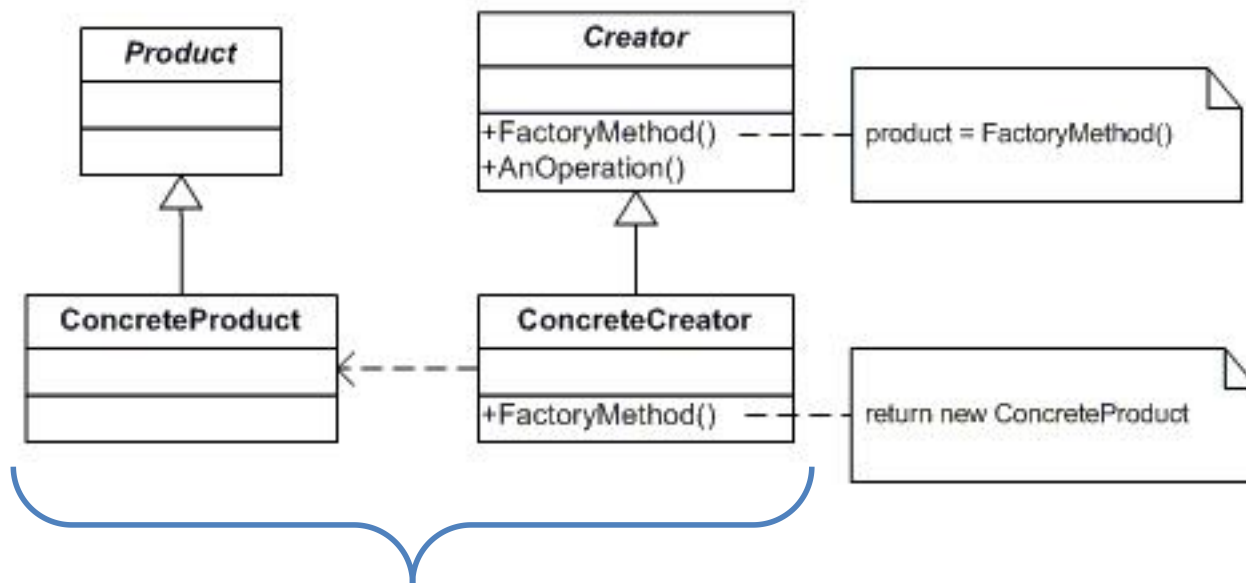 Product
Creator
+FactoryMethod()
+AnOperation()
product = FactoryMethod()
ConcreteProduct
ConcreteCreator
+FactoryMethod()
return new ConcreteProduct